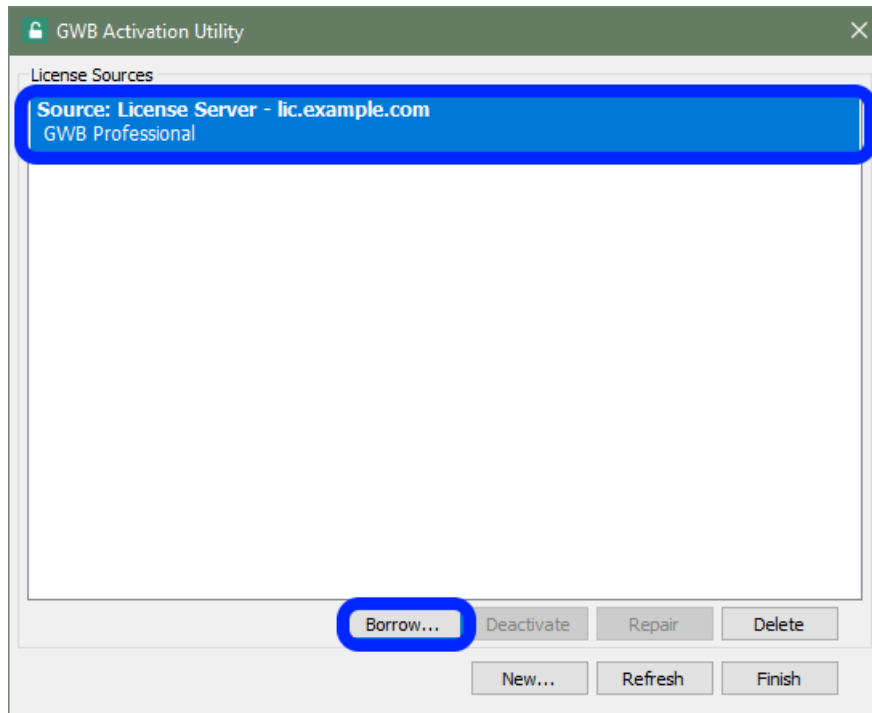 GWB Activation Utility
License Sources
Source: License Server - lic.example.com
GWB Professional
Borrow... Deactivate Repair Delete
New... Refresh Finish